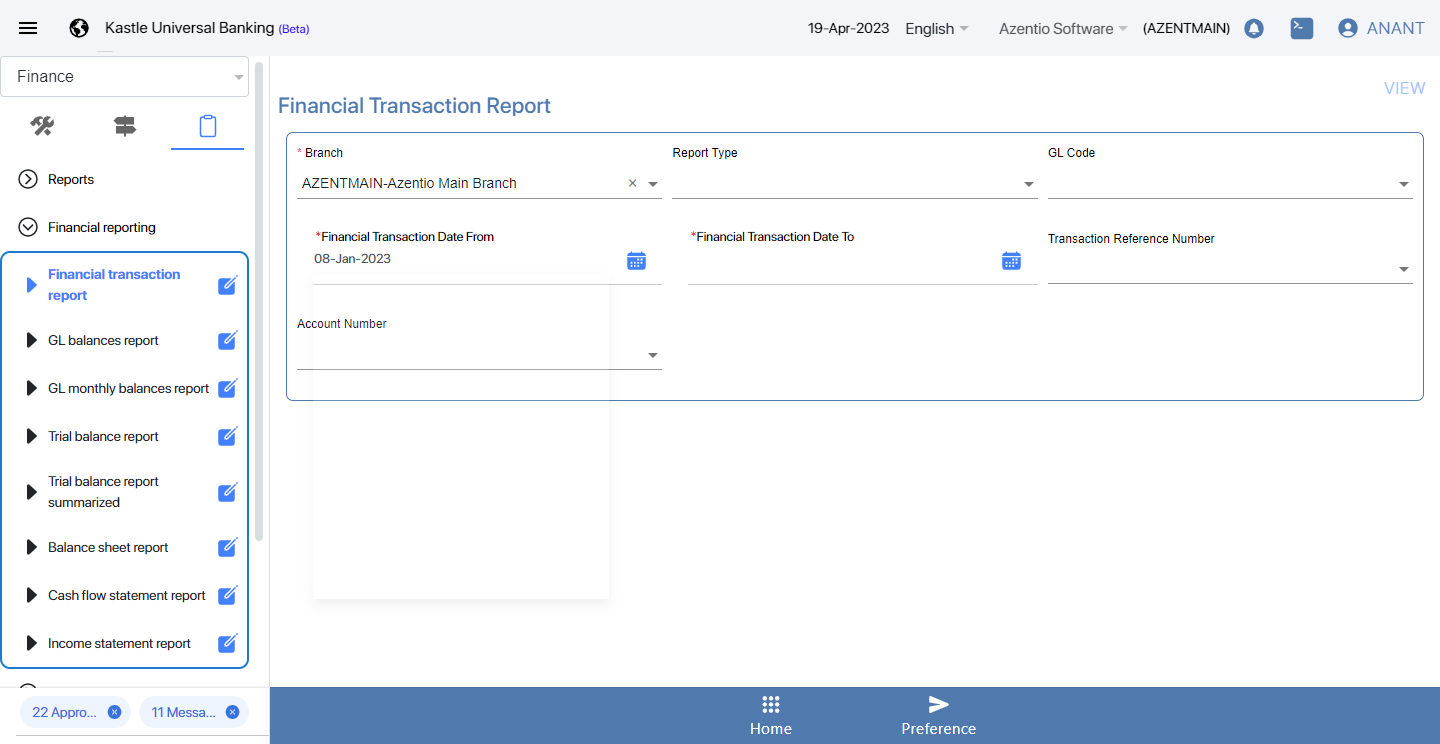 Kastle Universal Banking (Beta)
19-Apr-2023
English
Azentio Software
(AZENTMAIN)
ANANT
Finance
Reports
Financial reporting
Financial transaction
report
GL balances report
GL monthly balances report
Trial balance report
Trial balance report
summarized
Balance sheet report
Cash flow statement report
Income statement report
22 Appro...
11 Messa...
VIEW
Financial Transaction Report
* Branch
Report Type
GL Code
AZENTMAIN-Azentio Main Branch
*Financial Transaction Date From
*Financial Transaction Date To
Transaction Reference Number
08-Jan-2023
Account Number
Home
Preference